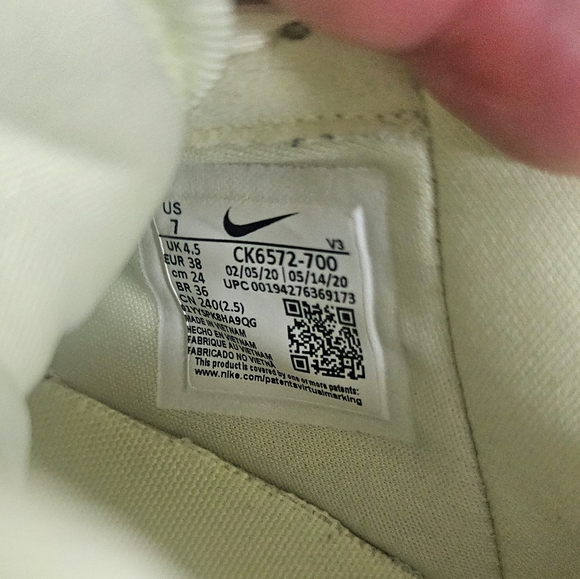 US
7
V3
UK 4.5
EUR 38
cm 24
BR 36
CN 240(2.5)
CK6572-700
02/05/20 | 05/14/20
UPC 00194276369173
MADE IN VIETNAM
HECHO EN VIETNAM
FABRIQUE AU VIETNAM
FABRICADO NO VIETNA
This product is covered by one or more patents:
www.nike.com/patentsvirtualmarking